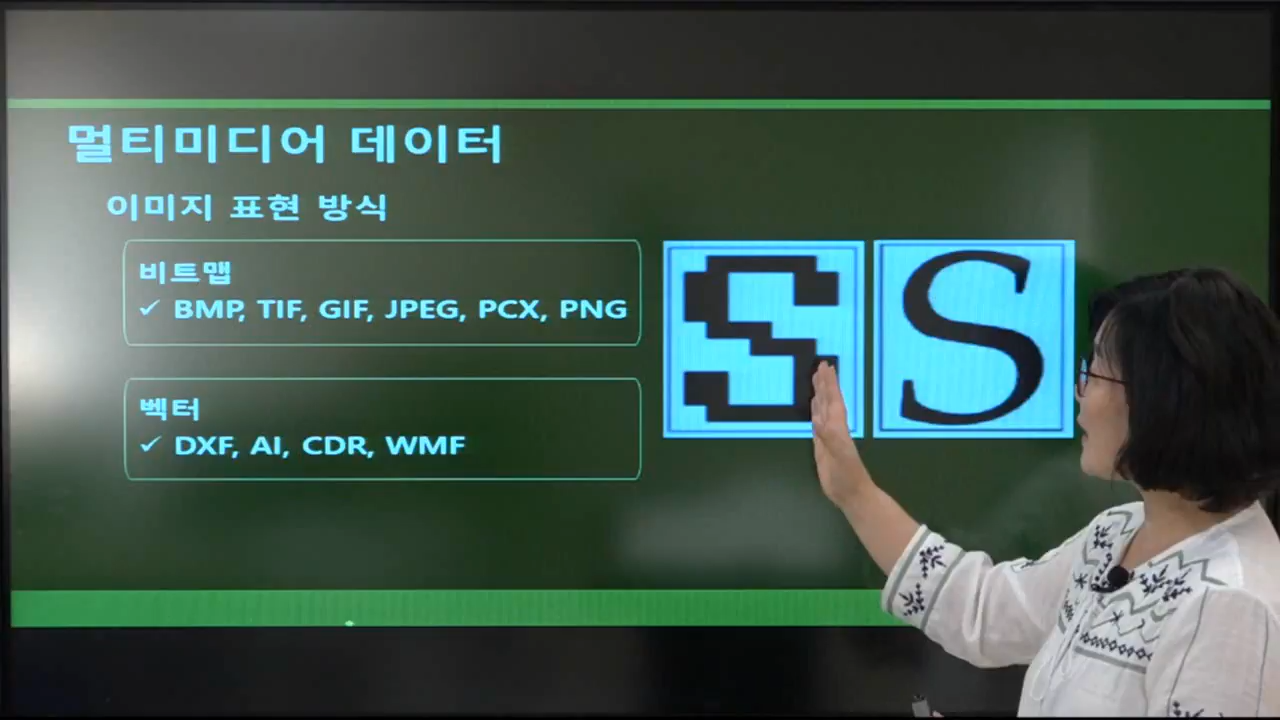 멀티미디어 데이터
이미지 표현 방식
비트맵
✓ BMP, TIF, GIF, JPEG, PCX, PNG
벡터
✓ DXF, AI, CDR, WMF
S S